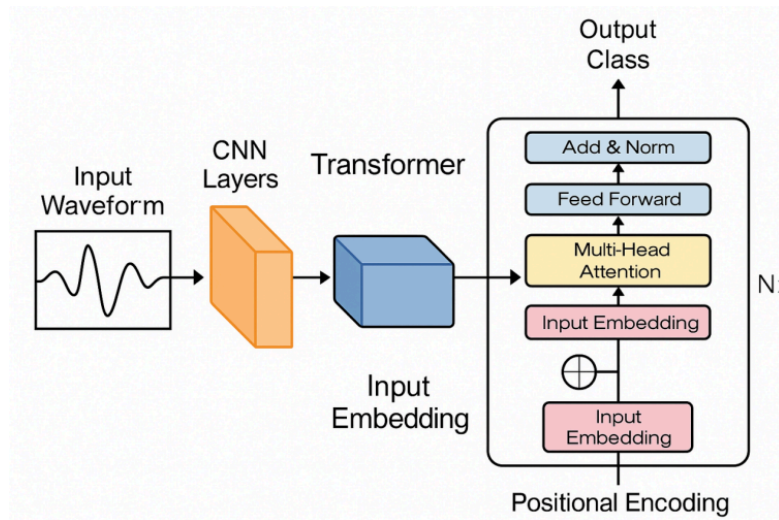 Input
Waveform
CNN
Layers
Transformer
Input
Embedding
Output
Class
Add & Norm
Feed Forward
Multi-Head
Attention
Input Embedding
Input
Embedding
Positional Encoding
N: